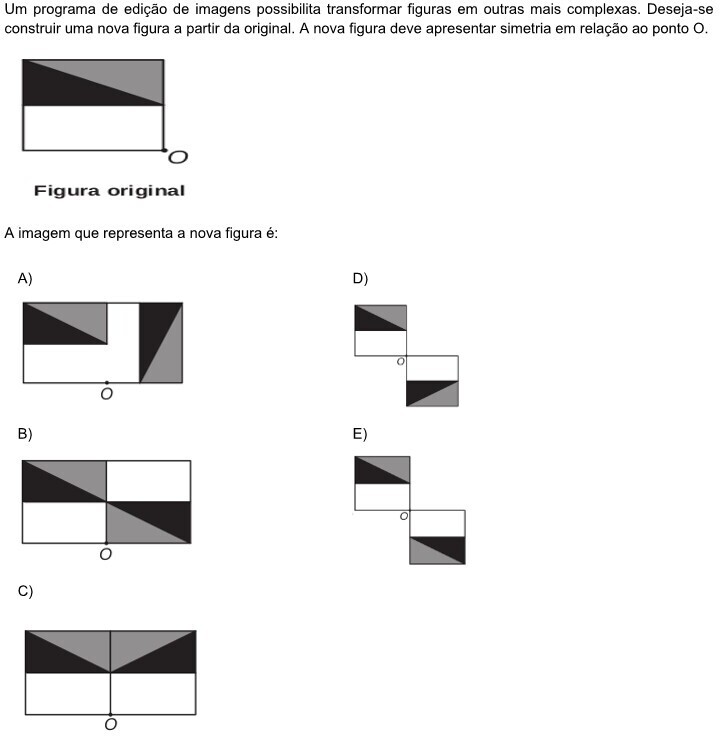 Um programa de edição de imagens possibilita transformar figuras em outras mais complexas. Deseja-se
construir uma nova figura a partir da original. A nova figura deve apresentar simetria em relação ao ponto O.
O
Figura original
A imagem que representa a nova figura é:
A)
O
B)
O
C)
O
D)
O
E)
O